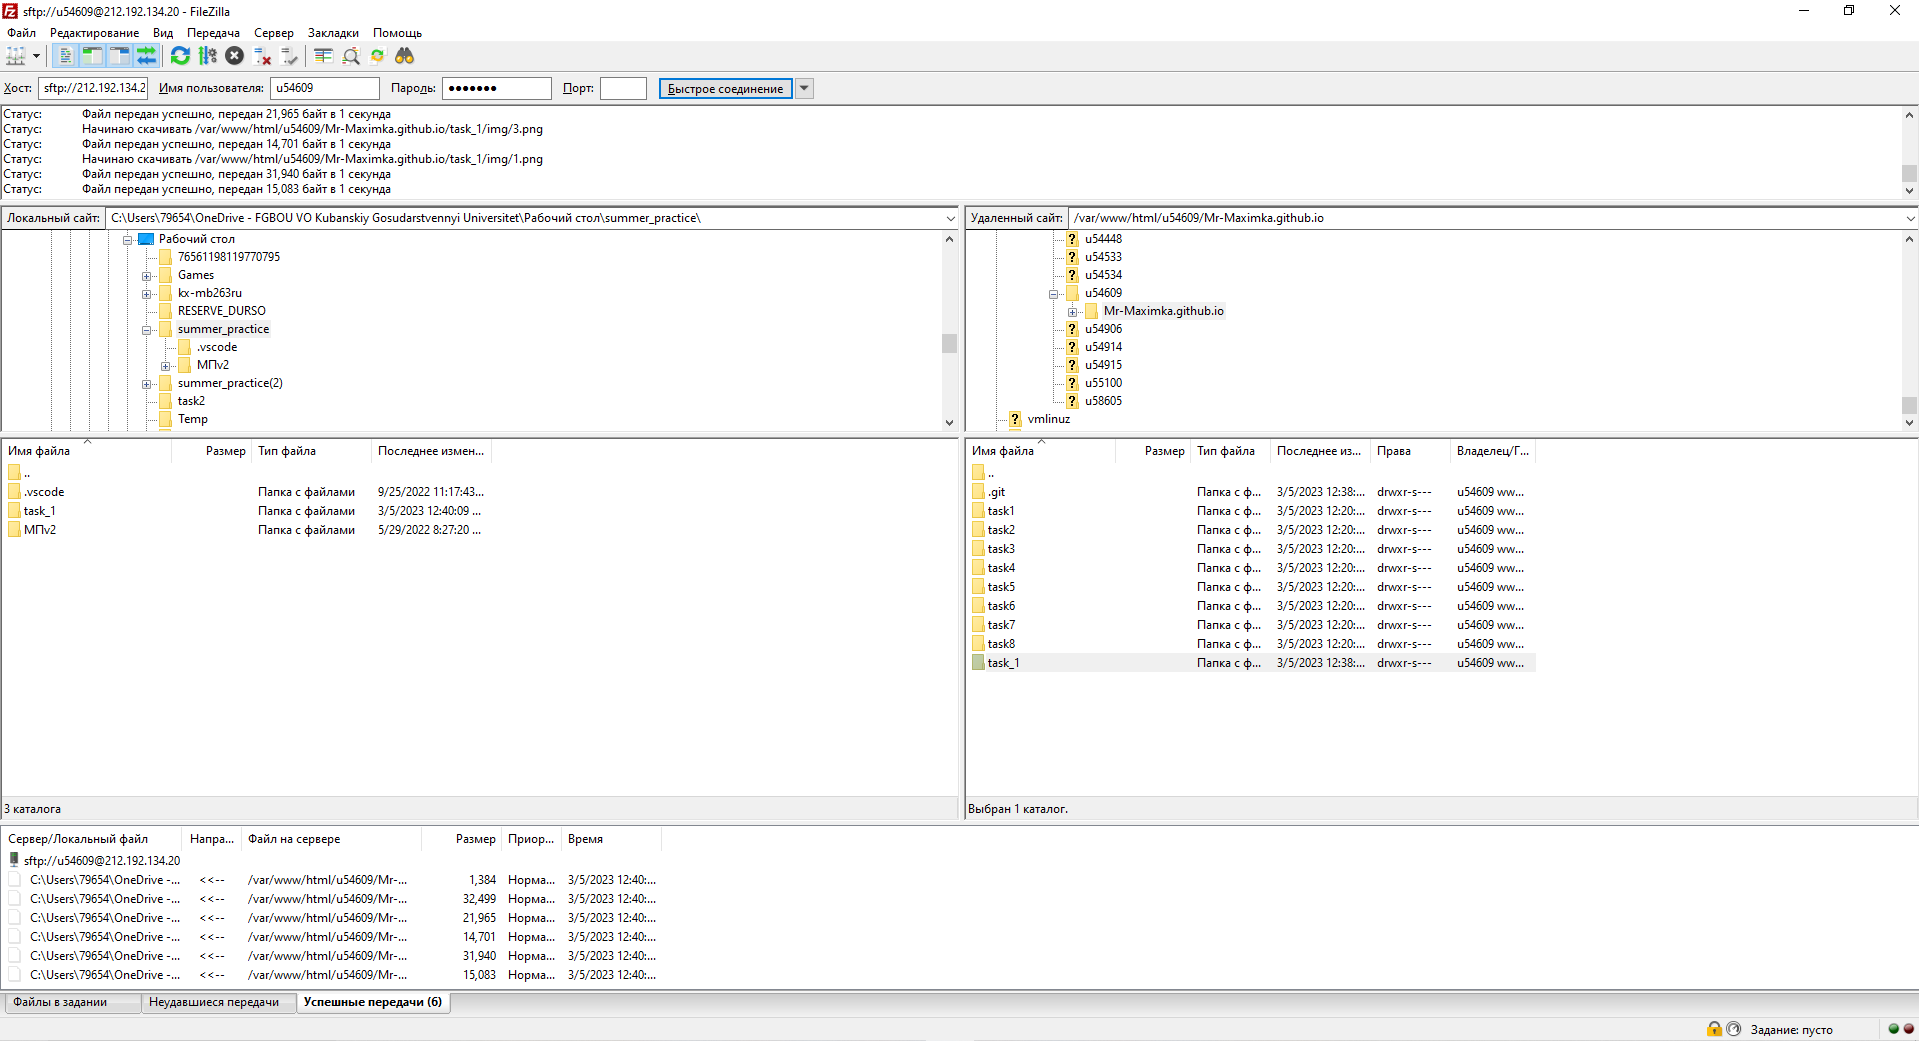 sftp://u54609@212.192.134.20 - FileZilla
Файл Редактирование Вид Передача Сервер Закладки Помощь
Хост: sftp://212.192.134.2 Имя пользователя: u54609 Пароль: ●●●●●●● Порт: Быстрое соединение
Статус: Файл передан успешно, передан 21,965 байт в 1 секунда
Статус: Начинаю скачивать /var/www/html/u54609/Mr-Maximka.github.io/task_1/img/3.png
Статус: Файл передан успешно, передан 14,701 байт в 1 секунда
Статус: Начинаю скачивать /var/www/html/u54609/Mr-Maximka.github.io/task_1/img/1.png
Статус: Файл передан успешно, передан 31,940 байт в 1 секунда
Статус: Файл передан успешно, передан 15,083 байт в 1 секунда
Локальный сайт: C:\Users\79654\OneDrive - FGBOU VO Kubanskiy Gosudarstvennyi Universitet\Рабочий стол\summer_practice\
Рабочий стол
76561198119770795
Games
kx-mb263ru
RESERVE_DURSO
summer_practice
.vscode
МПv2
summer_practice(2)
task2
Temp
Удаленный сайт: /var/www/html/u54609/Mr-Maximka.github.io
u54448
u54533
u54534
u54609
Mr-Maximka.github.io
u54906
u54914
u54915
u55100
u58605
vmlinuz
Имя файла Размер Тип файла Последнее измен...
..
.vscode Папка с файлами 9/25/2022 11:17:43...
task_1 Папка с файлами 3/5/2023 12:40:09 ...
МПv2 Папка с файлами 5/29/2022 8:27:20 ...
3 каталога
Имя файла Размер Тип файла Последнее из... Права Владелец/Г...
..
.git Папка с ф... 3/5/2023 12:38:... drwxr-s--- u54609 ww...
task1 Папка с ф... 3/5/2023 12:20:... drwxr-s--- u54609 ww...
task2 Папка с ф... 3/5/2023 12:20:... drwxr-s--- u54609 ww...
task3 Папка с ф... 3/5/2023 12:20:... drwxr-s--- u54609 ww...
task4 Папка с ф... 3/5/2023 12:20:... drwxr-s--- u54609 ww...
task5 Папка с ф... 3/5/2023 12:20:... drwxr-s--- u54609 ww...
task6 Папка с ф... 3/5/2023 12:20:... drwxr-s--- u54609 ww...
task7 Папка с ф... 3/5/2023 12:20:... drwxr-s--- u54609 ww...
task8 Папка с ф... 3/5/2023 12:20:... drwxr-s--- u54609 ww...
task_1 Папка с ф... 3/5/2023 12:38:... drwxr-s--- u54609 ww...
Выбран 1 каталог.
Сервер/Локальный файл Напра... Файл на сервере Размер Приор... Время
sftp://u54609@212.192.134.20
C:\Users\79654\OneDrive -... <<-- /var/www/html/u54609/Mr-... 1,384 Норма... 3/5/2023 12:40:...
C:\Users\79654\OneDrive -... <<-- /var/www/html/u54609/Mr-... 32,499 Норма... 3/5/2023 12:40:...
C:\Users\79654\OneDrive -... <<-- /var/www/html/u54609/Mr-... 21,965 Норма... 3/5/2023 12:40:...
C:\Users\79654\OneDrive -... <<-- /var/www/html/u54609/Mr-... 14,701 Норма... 3/5/2023 12:40:...
C:\Users\79654\OneDrive -... <<-- /var/www/html/u54609/Mr-... 31,940 Норма... 3/5/2023 12:40:...
C:\Users\79654\OneDrive -... <<-- /var/www/html/u54609/Mr-... 15,083 Норма... 3/5/2023 12:40:...
Файлы в задании Неудавшиеся передачи Успешные передачи (6)
Задание: пусто